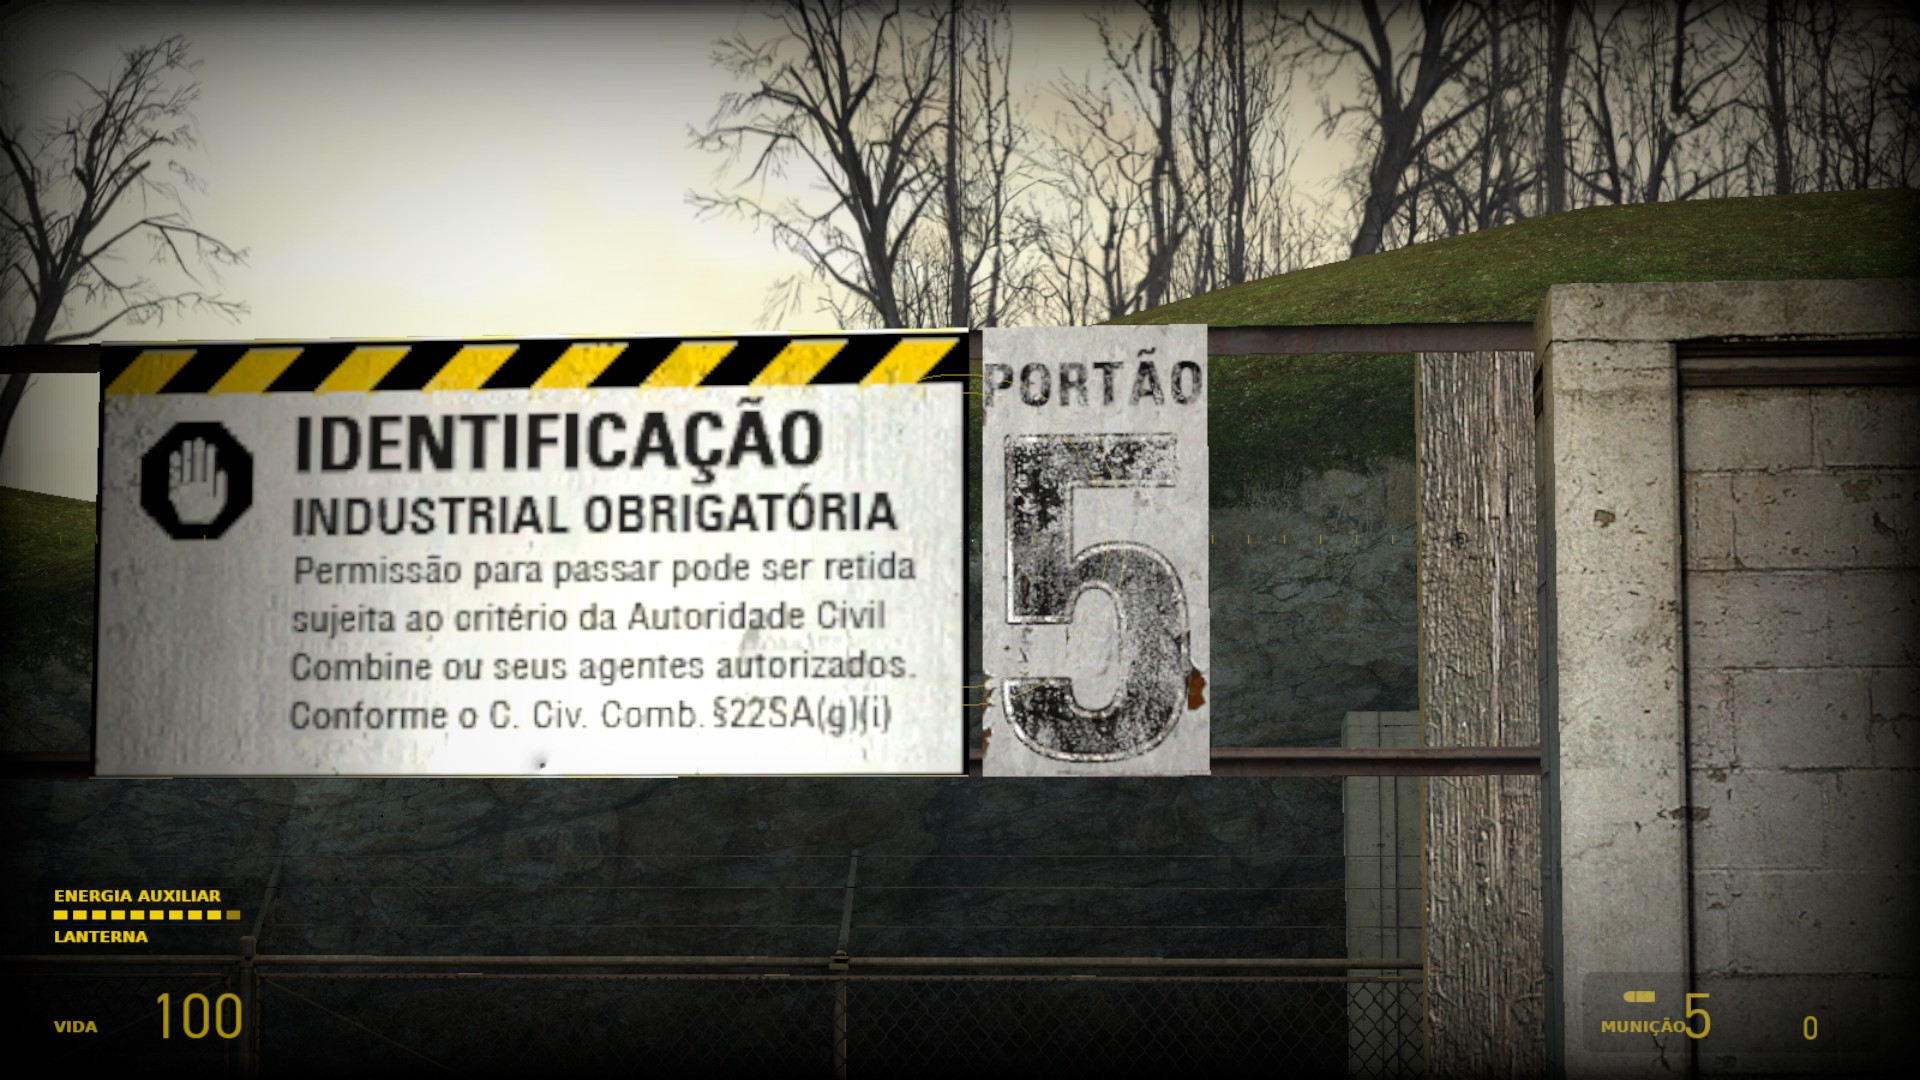 IDENTIFICAÇÃO
INDUSTRIAL OBRIGATÓRIA
Permissão para passar pode ser retida
sujeita ao critério da Autoridade Civil
Combine ou seus agentes autorizados.
Conforme o C. Civ. Comb. §22SA(g)(i)
PORTÃO
5
ENERGIA AUXILIAR
LANTERNA
VIDA 100
MUNIÇÃO 5 0